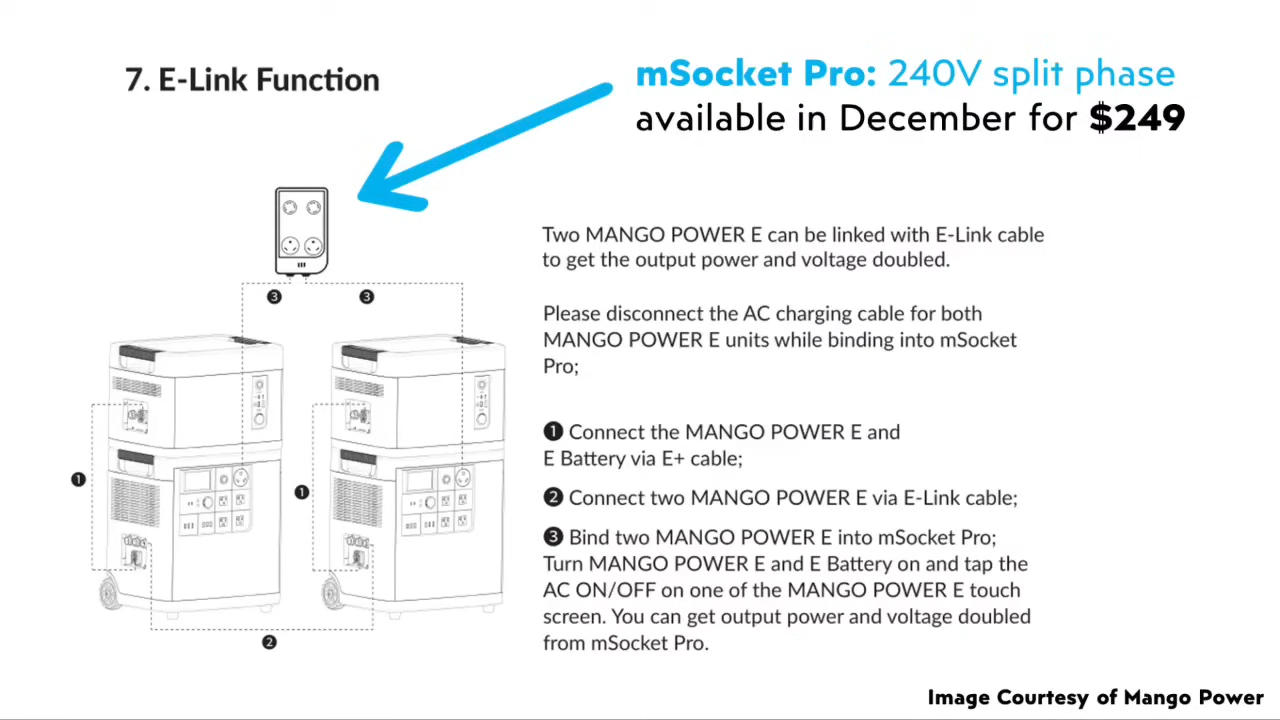 7. E-Link Function
mSocket Pro: 240V split phase
available in December for $249
Two MANGO POWER E can be linked with E-Link cable
to get the output power and voltage doubled.
Please disconnect the AC charging cable for both
MANGO POWER E units while binding into mSocket
Pro;
❶ Connect the MANGO POWER E and
E Battery via E+ cable;
❷ Connect two MANGO POWER E via E-Link cable;
❸ Bind two MANGO POWER E into mSocket Pro;
Turn MANGO POWER E and E Battery on and tap the
AC ON/OFF on one of the MANGO POWER E touch
screen. You can get output power and voltage doubled
from mSocket Pro.
❸ ❸
❶ ❶
❷
Image Courtesy of Mango Power